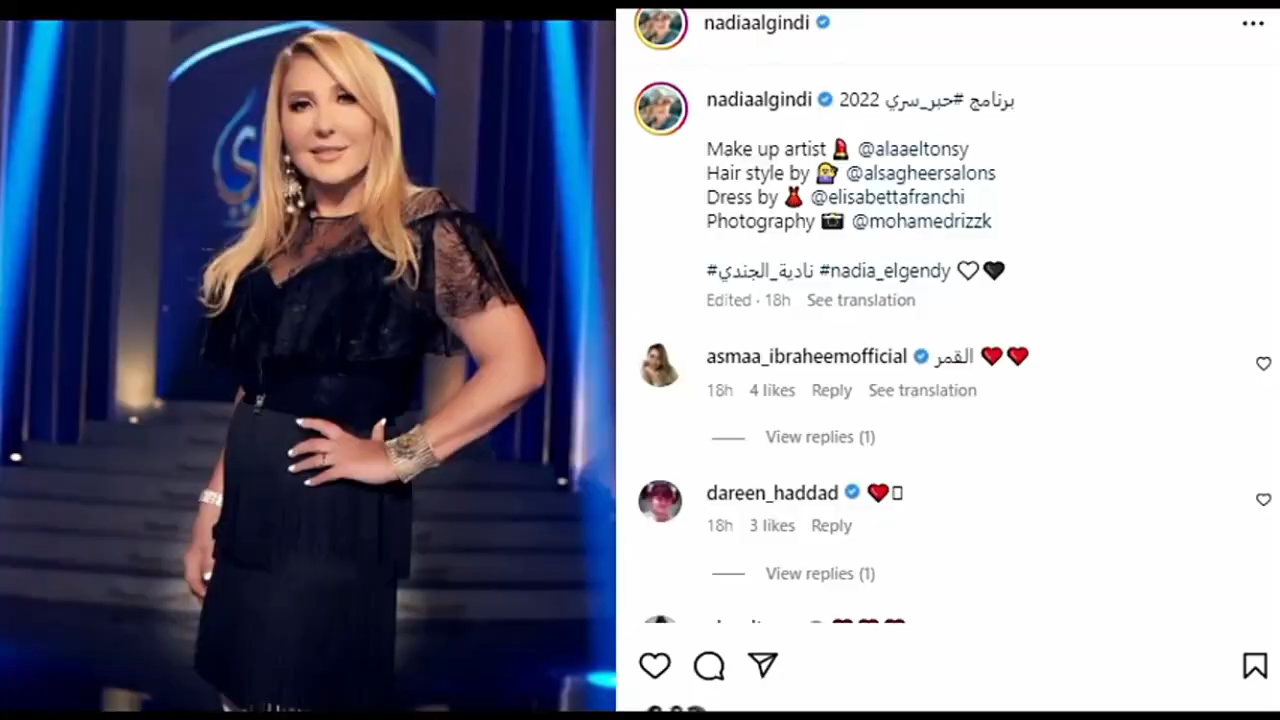 nadiaalgindi
nadiaalgindi برنامج #حبر_سري 2022
Make up artist 💄 @alaaeltonsy
Hair style by 💇‍♀️ @alsagheersalons
Dress by 👗 @elisabettafranchi
Photography 📸 @mohamedrizzk
#نادية_الجندي #nadia_elgendy 🤍🖤
Edited · 18h See translation
asmaa_ibraheemofficial القمر ❤️❤️
18h 4 likes Reply See translation
View replies (1)
dareen_haddad ❤️
18h 3 likes Reply
View replies (1)